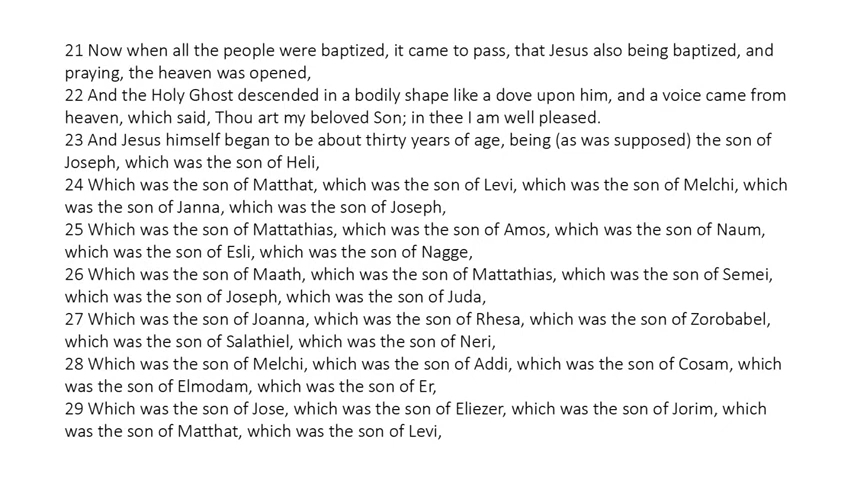 21 Now when all the people were baptized, it came to pass, that Jesus also being baptized, and
praying, the heaven was opened,
22 And the Holy Ghost descended in a bodily shape like a dove upon him, and a voice came from
heaven, which said, Thou art my beloved Son; in thee I am well pleased.
23 And Jesus himself began to be about thirty years of age, being (as was supposed) the son of
Joseph, which was the son of Heli,
24 Which was the son of Matthat, which was the son of Levi, which was the son of Melchi, which
was the son of Janna, which was the son of Joseph,
25 Which was the son of Mattathias, which was the son of Amos, which was the son of Naum,
which was the son of Esli, which was the son of Nagge,
26 Which was the son of Maath, which was the son of Mattathias, which was the son of Semei,
which was the son of Joseph, which was the son of Juda,
27 Which was the son of Joanna, which was the son of Rhesa, which was the son of Zorobabel,
which was the son of Salathiel, which was the son of Neri,
28 Which was the son of Melchi, which was the son of Addi, which was the son of Cosam, which
was the son of Elmodam, which was the son of Er,
29 Which was the son of Jose, which was the son of Eliezer, which was the son of Jorim, which
was the son of Matthat, which was the son of Levi,